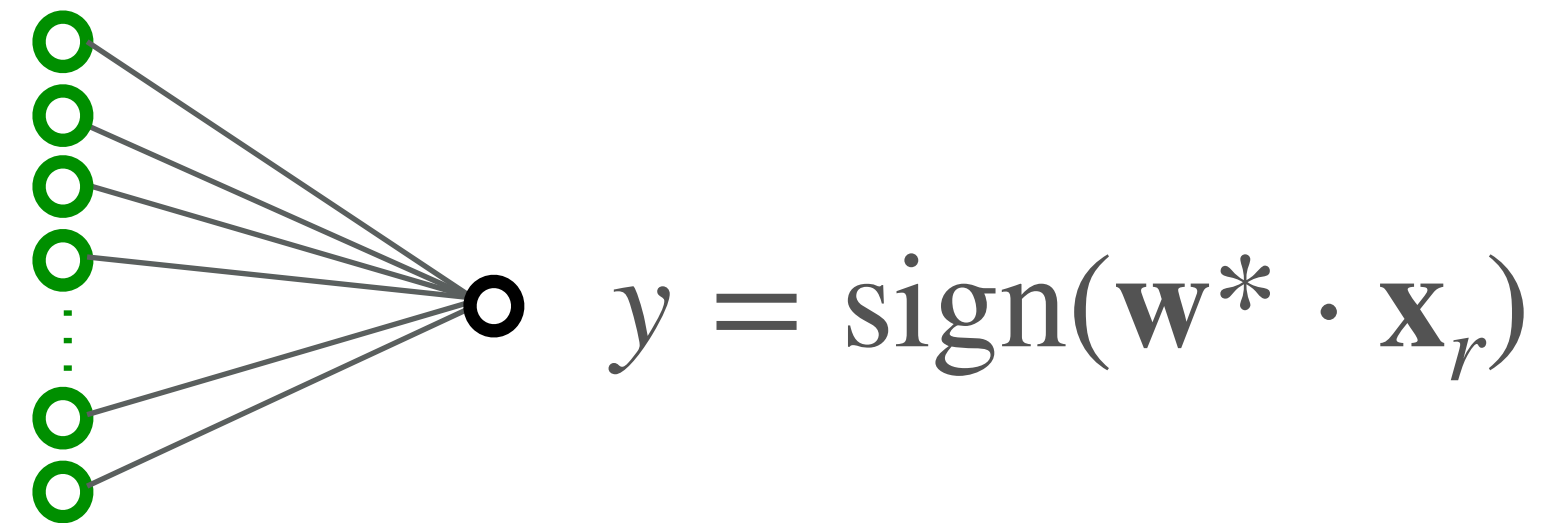 y = sign(w* · x_r)